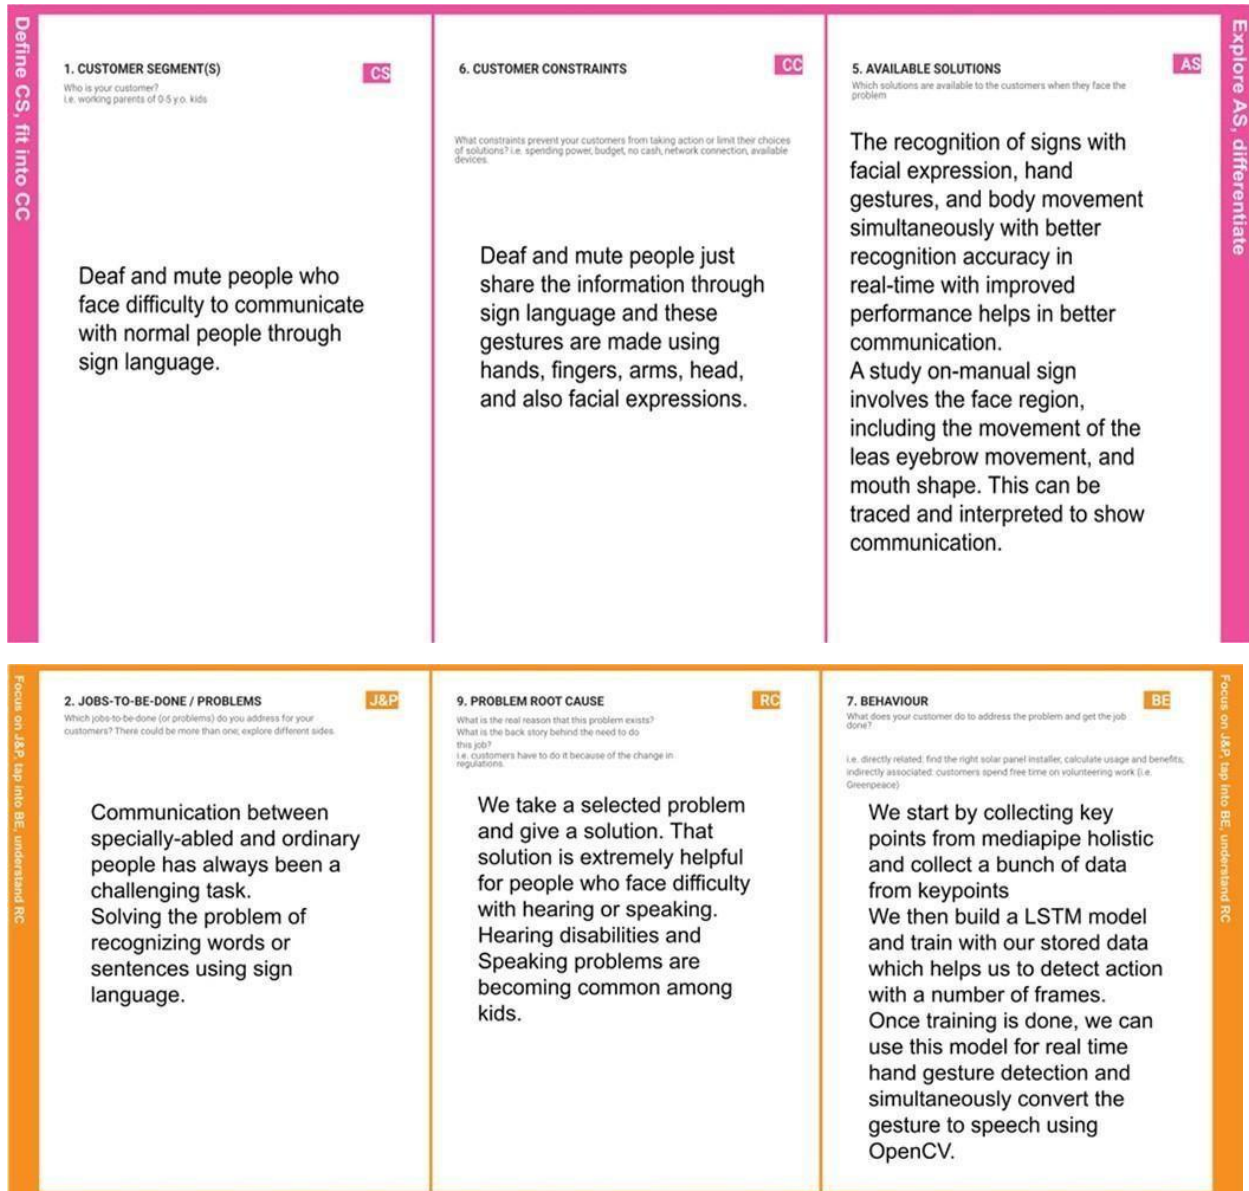 Define CS, fit into CC
1. CUSTOMER SEGMENT(S)
CS
Who is your customer?
i.e. working parents of 0-5 y.o. kids
Deaf and mute people who
face difficulty to communicate
with normal people through
sign language.
6. CUSTOMER CONSTRAINTS
CC
What constraints prevent your customers from taking action or limit their choices
of solutions? i.e. spending power, budget, no cash, network connection, available
devices.
Deaf and mute people just
share the information through
sign language and these
gestures are made using
hands, fingers, arms, head,
and also facial expressions.
5. AVAILABLE SOLUTIONS
AS
Which solutions are available to the customers when they face the
problem
The recognition of signs with
facial expression, hand
gestures, and body movement
simultaneously with better
recognition accuracy in
real-time with improved
performance helps in better
communication.
A study on-manual sign
involves the face region,
including the movement of the
leas eyebrow movement, and
mouth shape. This can be
traced and interpreted to show
communication.
Explore AS, differentiate
Focus on J&P, tap into BE, understand RC
2. JOBS-TO-BE-DONE / PROBLEMS
J&P
Which jobs-to-be-done (or problems) do you address for your
customers? There could be more than one; explore different sides.
Communication between
specially-abled and ordinary
people has always been a
challenging task.
Solving the problem of
recognizing words or
sentences using sign
language.
9. PROBLEM ROOT CAUSE
RC
What is the real reason that this problem exists?
What is the back story behind the need to do
this job?
i.e. customers have to do it because of the change in
regulations.
We take a selected problem
and give a solution. That
solution is extremely helpful
for people who face difficulty
with hearing or speaking.
Hearing disabilities and
Speaking problems are
becoming common among
kids.
7. BEHAVIOUR
BE
What does your customer do to address the problem and get the job
done?
i.e. directly related: find the right solar panel installer, calculate usage and benefits;
indirectly associated: customers spend free time on volunteering work (i.e.
Greenpeace)
We start by collecting key
points from mediapipe holistic
and collect a bunch of data
from keypoints
We then build a LSTM model
and train with our stored data
which helps us to detect action
with a number of frames.
Once training is done, we can
use this model for real time
hand gesture detection and
simultaneously convert the
gesture to speech using
OpenCV.
Focus on J&P, tap into BE, understand RC